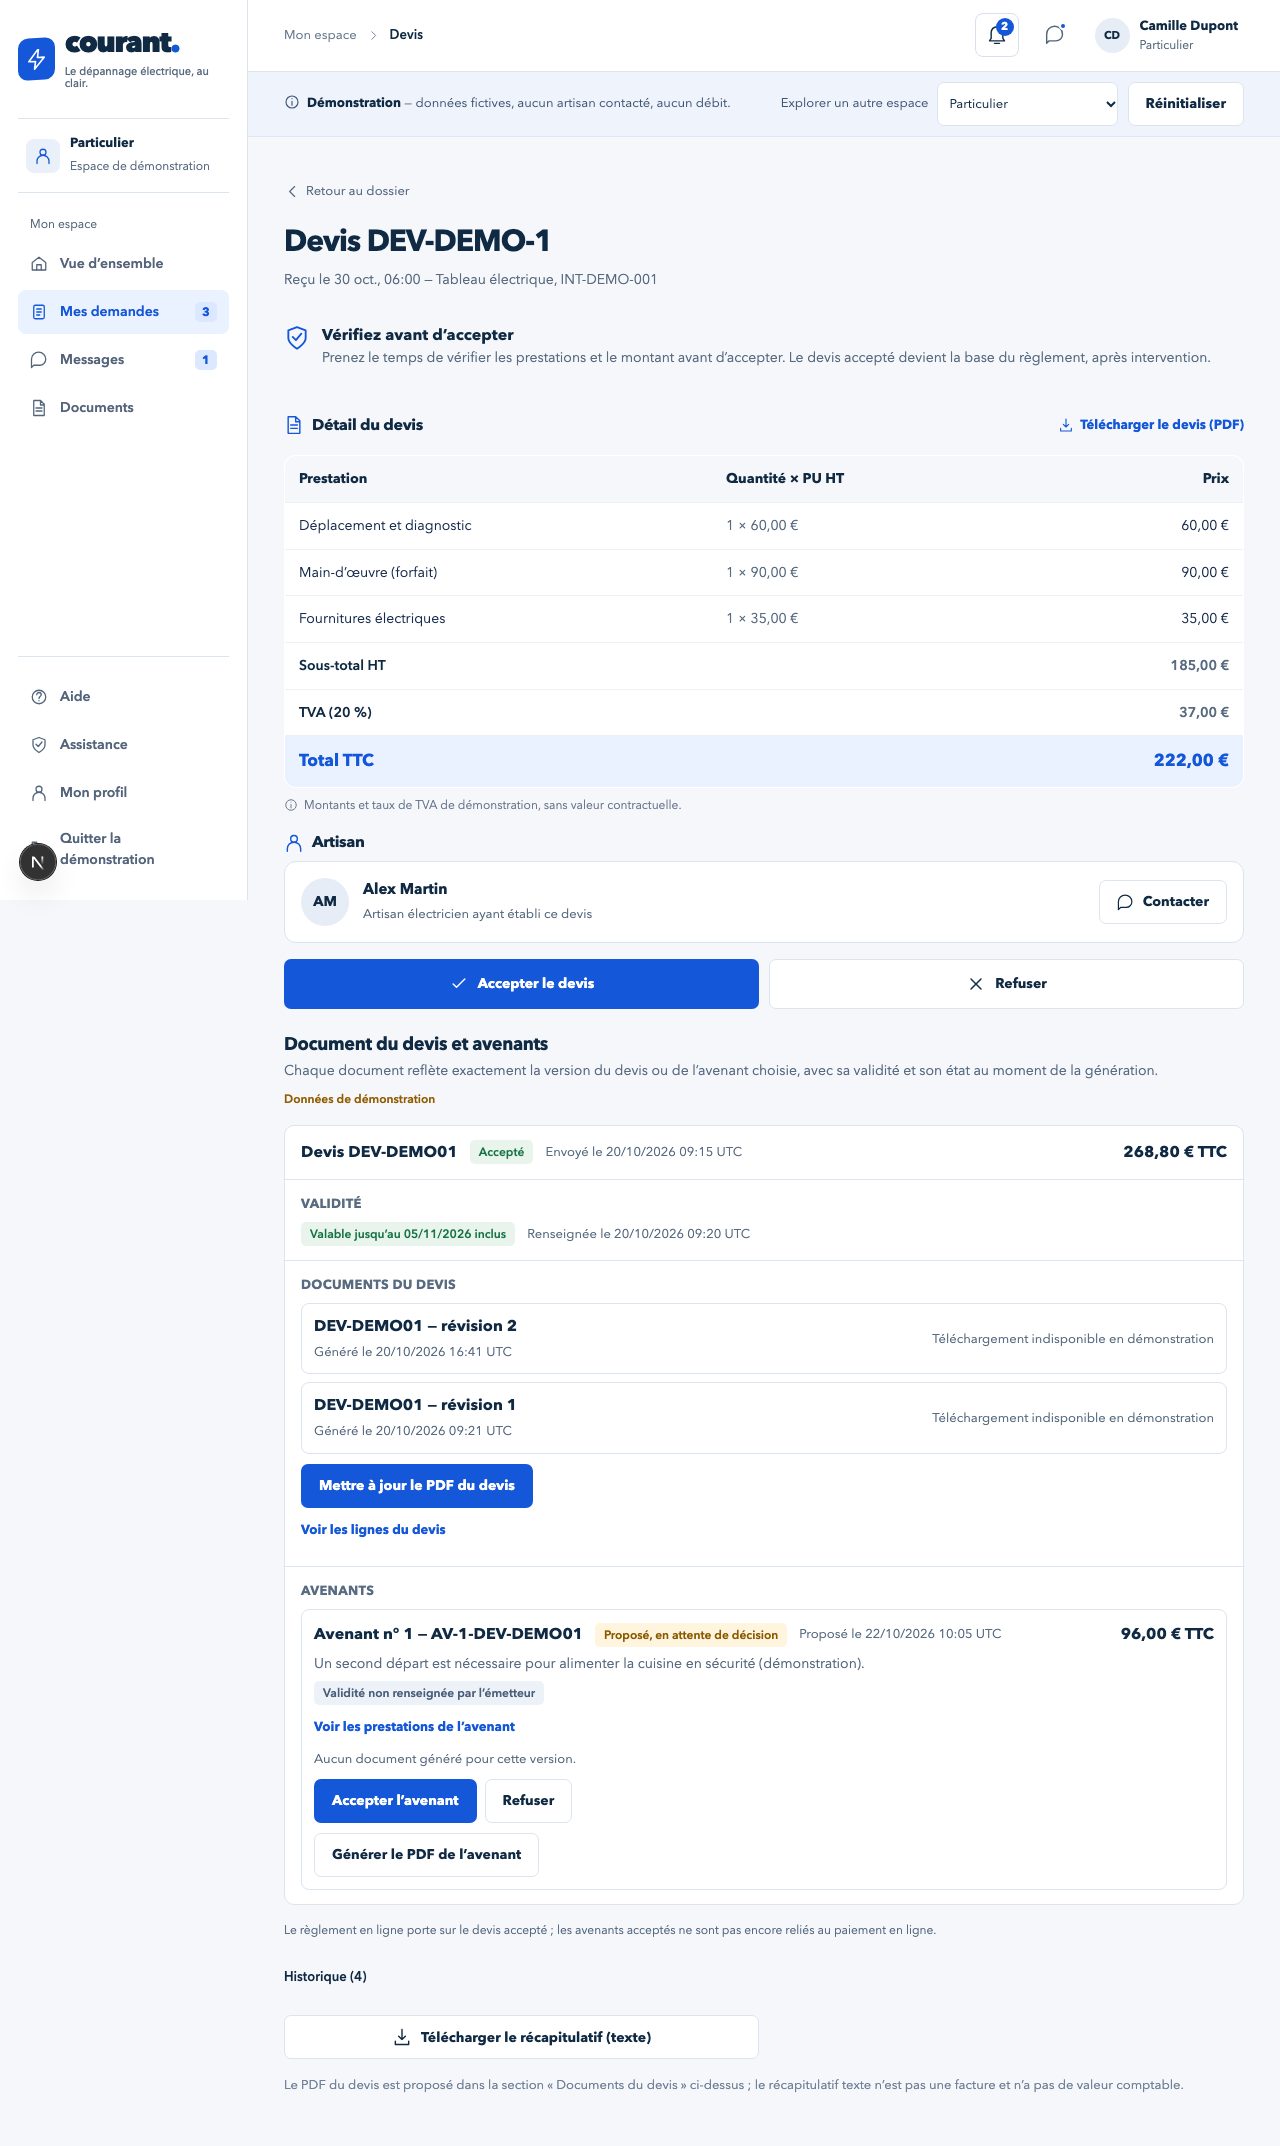 courant.
Le dépannage électrique, au
clair.
Particulier
Espace de démonstration
Mon espace
Vue d’ensemble
Mes demandes 3
Messages 1
Documents
Aide
Assistance
Mon profil
Quitter la
démonstration
N
Mon espace > Devis
2
CD
Camille Dupont
Particulier
Démonstration – données fictives, aucun artisan contacté, aucun débit.
Explorer un autre espace
Particulier
Réinitialiser
Retour au dossier
Devis DEV-DEMO-1
Reçu le 30 oct., 06:00 – Tableau électrique, INT-DEMO-001
Vérifiez avant d’accepter
Prenez le temps de vérifier les prestations et le montant avant d’accepter. Le devis accepté devient la base du règlement, après intervention.
Détail du devis
Télécharger le devis (PDF)
Prestation Quantité × PU HT Prix
Déplacement et diagnostic 1 × 60,00 € 60,00 €
Main-d’œuvre (forfait) 1 × 90,00 € 90,00 €
Fournitures électriques 1 × 35,00 € 35,00 €
Sous-total HT 185,00 €
TVA (20 %) 37,00 €
Total TTC 222,00 €
Montants et taux de TVA de démonstration, sans valeur contractuelle.
Artisan
AM
Alex Martin
Artisan électricien ayant établi ce devis
Contacter
Accepter le devis
Refuser
Document du devis et avenants
Chaque document reflète exactement la version du devis ou de l’avenant choisie, avec sa validité et son état au moment de la génération.
Données de démonstration
Devis DEV-DEMO01 Accepté Envoyé le 20/10/2026 09:15 UTC 268,80 € TTC
VALIDITÉ
Valable jusqu’au 05/11/2026 inclus Renseignée le 20/10/2026 09:20 UTC
DOCUMENTS DU DEVIS
DEV-DEMO01 – révision 2
Généré le 20/10/2026 16:41 UTC
Téléchargement indisponible en démonstration
DEV-DEMO01 – révision 1
Généré le 20/10/2026 09:21 UTC
Téléchargement indisponible en démonstration
Mettre à jour le PDF du devis
Voir les lignes du devis
AVENANTS
Avenant n° 1 – AV-1-DEV-DEMO01 Proposé, en attente de décision Proposé le 22/10/2026 10:05 UTC 96,00 € TTC
Un second départ est nécessaire pour alimenter la cuisine en sécurité (démonstration).
Validité non renseignée par l’émetteur
Voir les prestations de l’avenant
Aucun document généré pour cette version.
Accepter l’avenant
Refuser
Générer le PDF de l’avenant
Le règlement en ligne porte sur le devis accepté ; les avenants acceptés ne sont pas encore reliés au paiement en ligne.
Historique (4)
Télécharger le récapitulatif (texte)
Le PDF du devis est proposé dans la section « Documents du devis » ci-dessus ; le récapitulatif texte n’est pas une facture et n’a pas de valeur comptable.